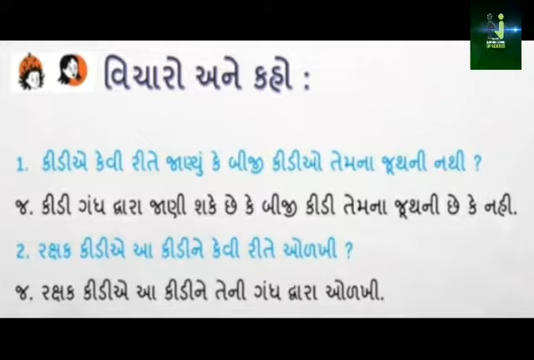 વિચારો અને કહો :
1. કીડીએ કેવી રીતે જાણ્યું કે બીજી કીડીઓ તેમના જૂથની નથી ?
જ. કીડી ગંધ દ્વારા જાણી શકે છે કે બીજી કીડી તેમના જૂથની છે કે નહી.
2. રક્ષક કીડીએ આ કીડીને કેવી રીતે ઓળખી ?
જ. રક્ષક કીડીએ આ કીડીને તેની ગંધ દ્વારા ઓળખી.